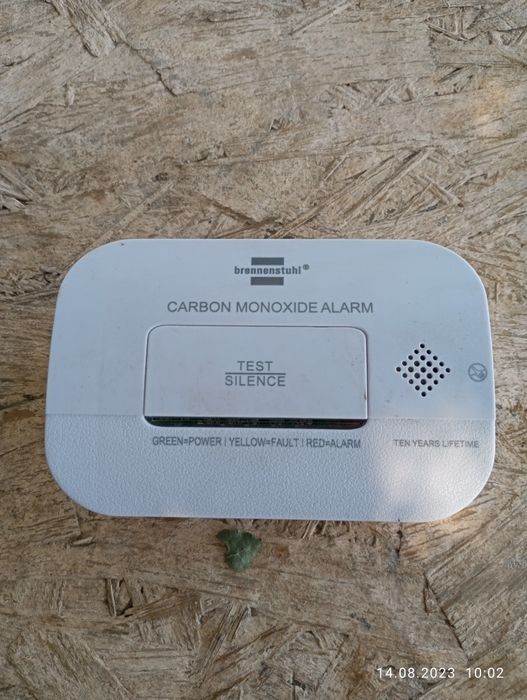 brennenstuhl®
CARBON MONOXIDE ALARM
TEST
SILENCE
GREEN=POWER | YELLOW=FAULT | RED=ALARM
TEN YEARS LIFETIME
14.08.2023 10:02